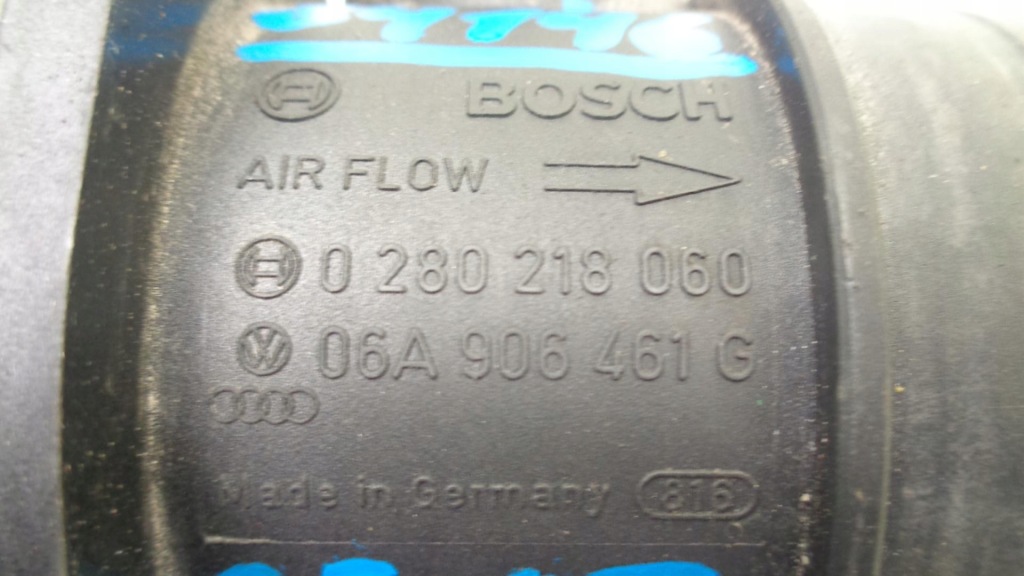 BOSCH
AIR FLOW
0 280 218 060
06A 906 461 G
Made in Germany 816